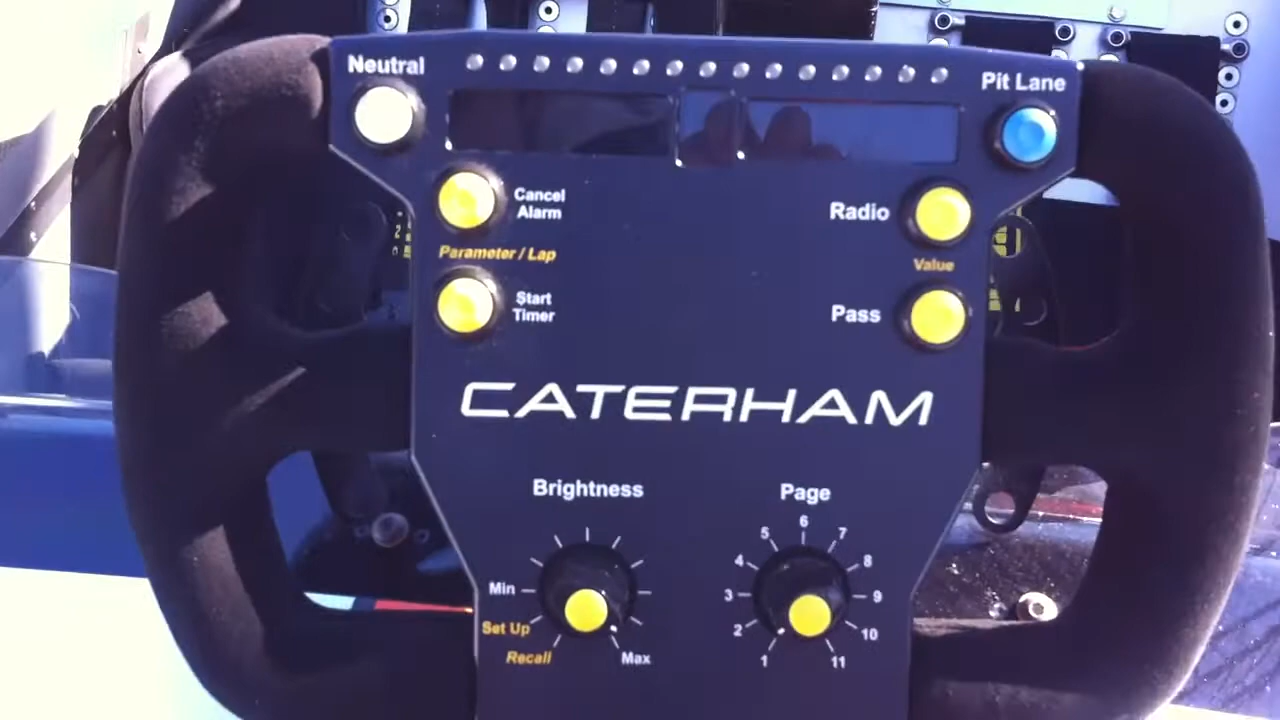 Neutral
Pit Lane
Cancel
Alarm
Radio
Parameter / Lap
Value
Start
Timer
Pass
CATERHAM
Brightness
Page
6
5
7
4
8
Min
3
9
Set Up
2
10
Recall
Max
1
11